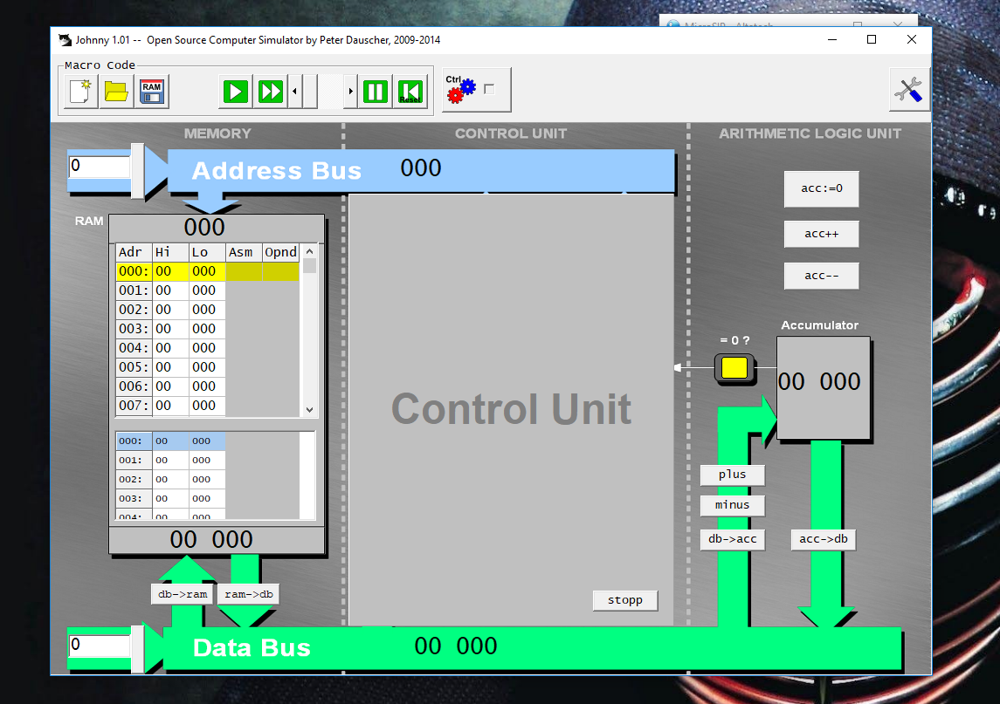 MicroSIP - Altatech
Johnny 1.01 -- Open Source Computer Simulator by Peter Dauscher, 2009-2014
Macro Code
RAM
Reset
Ctrl
MEMORY
CONTROL UNIT
ARITHMETIC LOGIC UNIT
0
Address Bus 000
acc:=0
RAM
000
acc++
Adr Hi Lo Asm Opnd
000: 00 000
acc--
001: 00 000
002: 00 000
003: 00 000
Accumulator
004: 00 000
= 0 ?
005: 00 000
006: 00 000
00 000
007: 00 000
Control Unit
000: 00 000
001: 00 000
002: 00 000
plus
003: 00 000
minus
004: 00 000
00 000
db->acc
acc->db
db->ram
ram->db
stopp
0
Data Bus 00 000